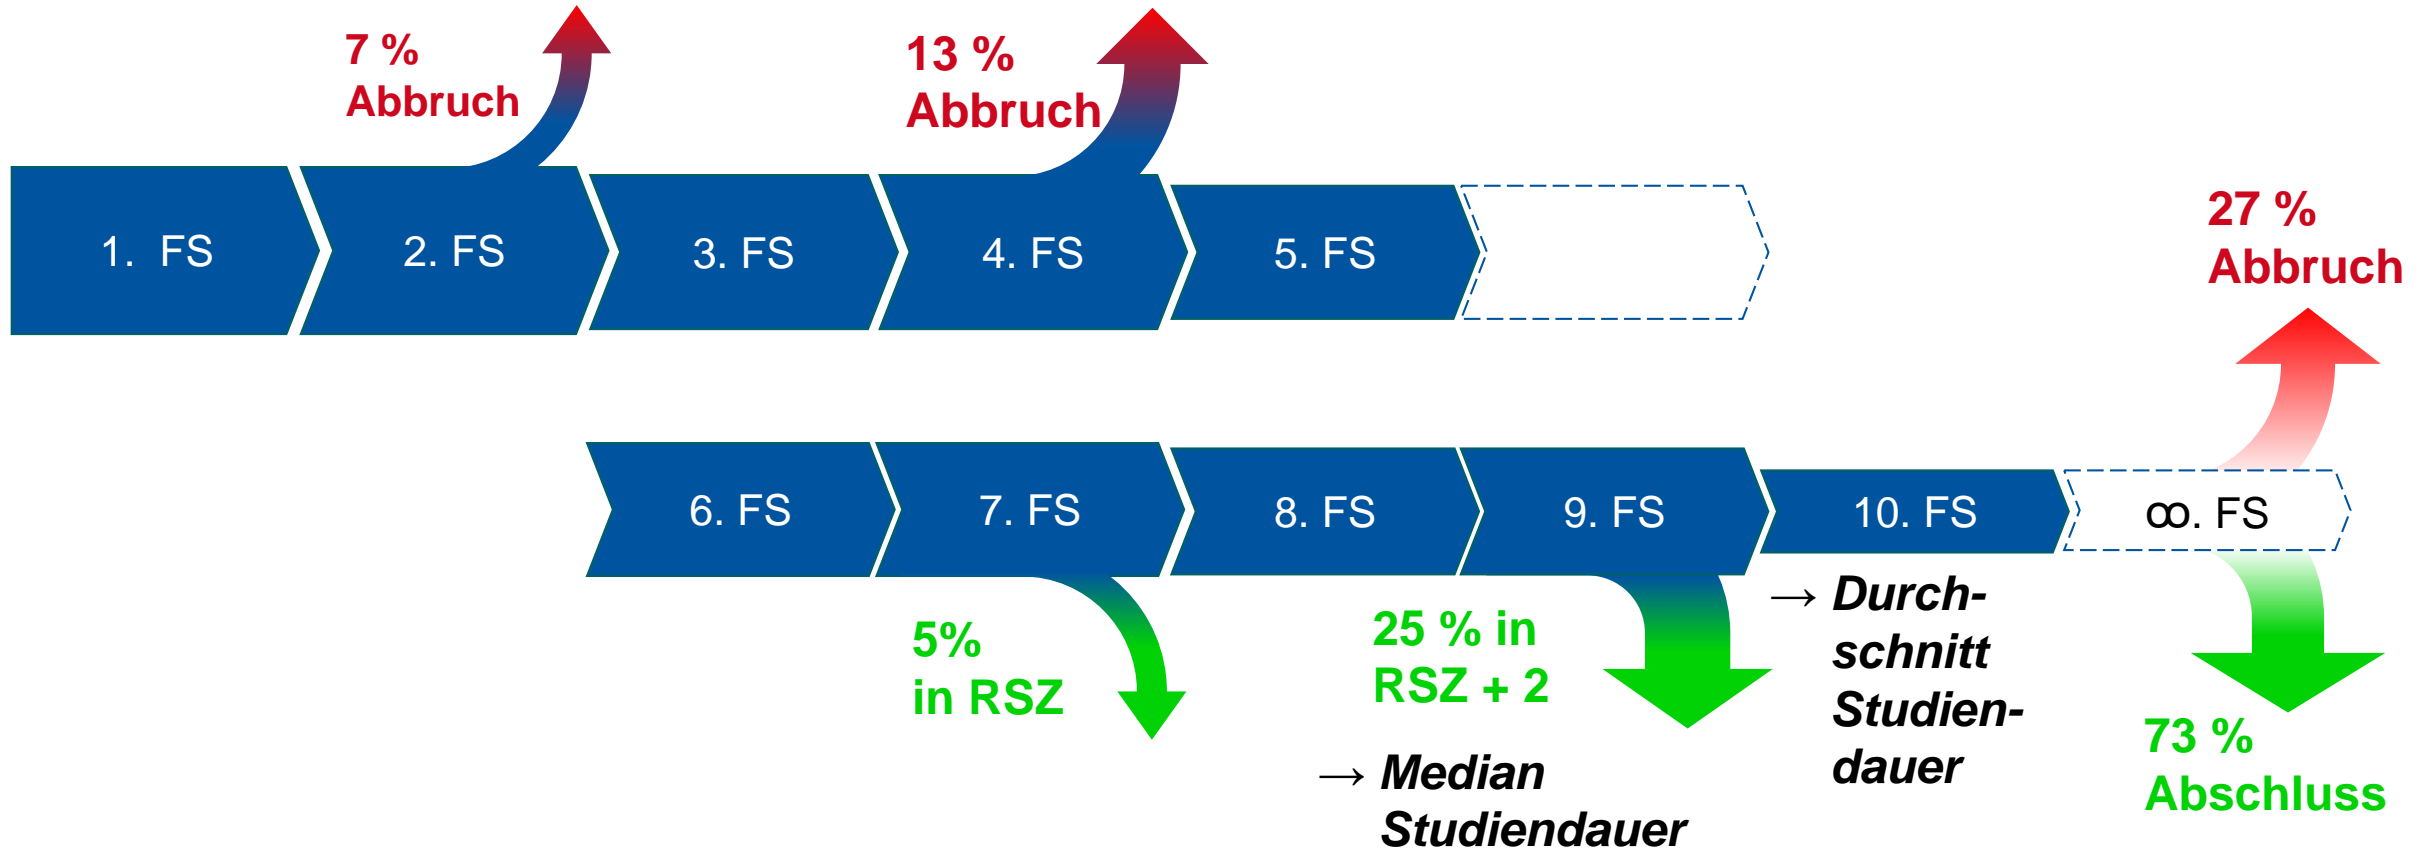 7 %
Abbruch
13 %
Abbruch
1. FS
2. FS
3. FS
4. FS
5. FS
27 %
Abbruch
6. FS
7. FS
8. FS
9. FS
10. FS
∞. FS
5%
in RSZ
25 % in
RSZ + 2
→ Median
Studiendauer
→ Durch-
schnitt
Studien-
dauer
73 %
Abschluss